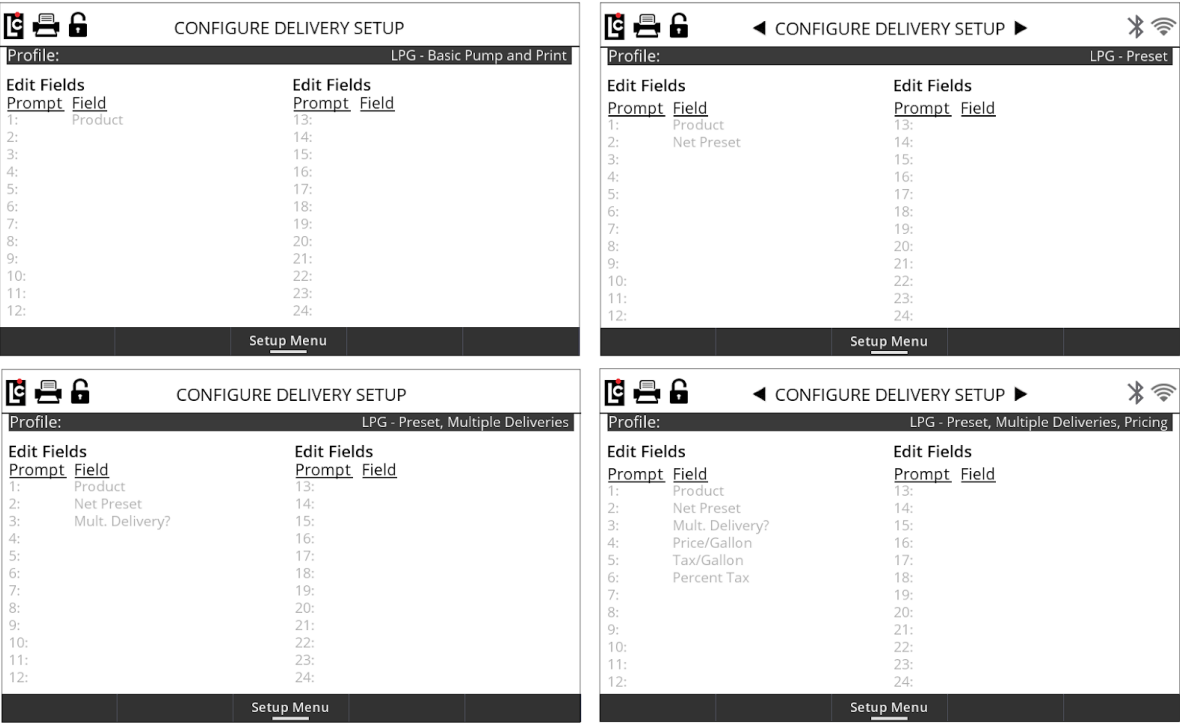 LC CONFIGURE DELIVERY SETUP
Profile: LPG - Basic Pump and Print
Edit Fields Edit Fields
Prompt Field Prompt Field
1: Product 13:
2: 14:
3: 15:
4: 16:
5: 17:
6: 18:
7: 19:
8: 20:
9: 21:
10: 22:
11: 23:
12: 24:
Setup Menu
LC ◀ CONFIGURE DELIVERY SETUP ▶
Profile: LPG - Preset
Edit Fields Edit Fields
Prompt Field Prompt Field
1: Product 13:
2: Net Preset 14:
3: 15:
4: 16:
5: 17:
6: 18:
7: 19:
8: 20:
9: 21:
10: 22:
11: 23:
12: 24:
Setup Menu
LC CONFIGURE DELIVERY SETUP
Profile: LPG - Preset, Multiple Deliveries
Edit Fields Edit Fields
Prompt Field Prompt Field
1: Product 13:
2: Net Preset 14:
3: Mult. Delivery? 15:
4: 16:
5: 17:
6: 18:
7: 19:
8: 20:
9: 21:
10: 22:
11: 23:
12: 24:
Setup Menu
LC ◀ CONFIGURE DELIVERY SETUP ▶
Profile: LPG - Preset, Multiple Deliveries, Pricing
Edit Fields Edit Fields
Prompt Field Prompt Field
1: Product 13:
2: Net Preset 14:
3: Mult. Delivery? 15:
4: Price/Gallon 16:
5: Tax/Gallon 17:
6: Percent Tax 18:
7: 19:
8: 20:
9: 21:
10: 22:
11: 23:
12: 24:
Setup Menu